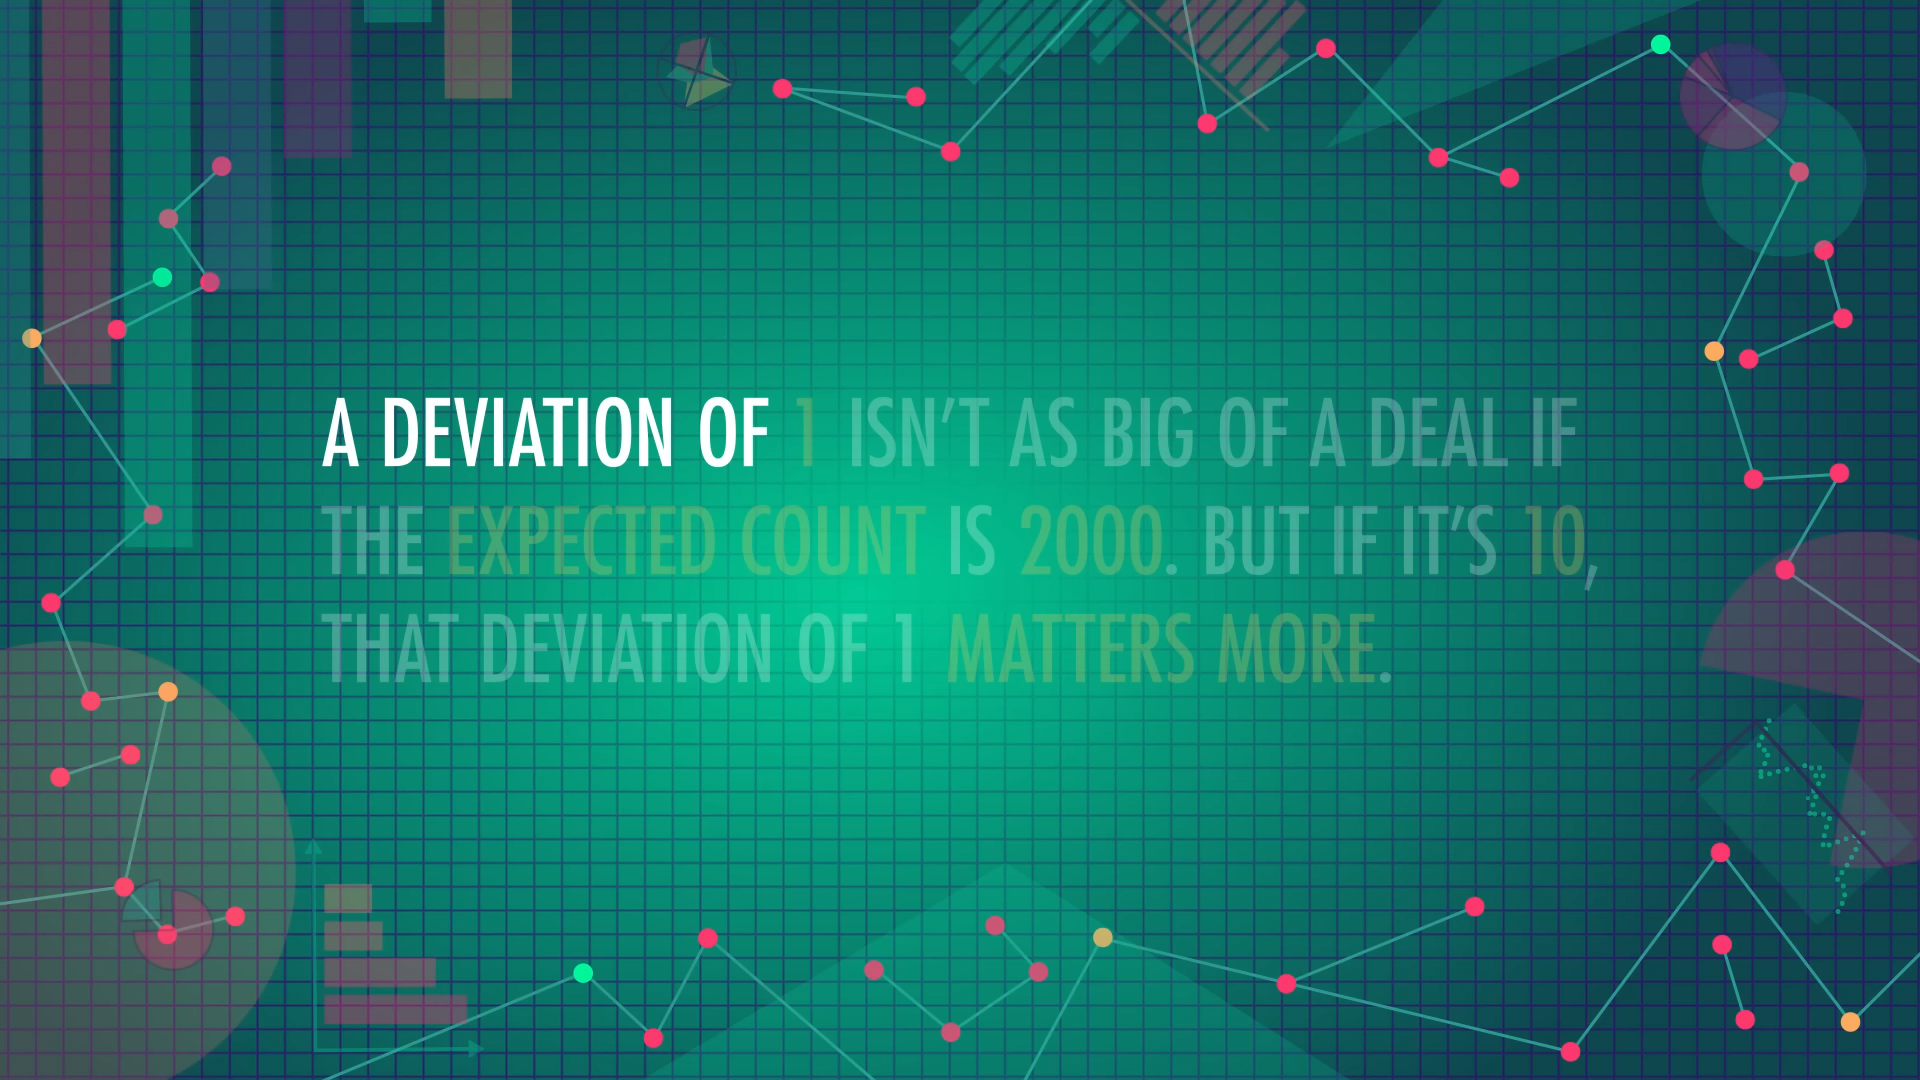 A DEVIATION OF 1 ISN'T AS BIG OF A DEAL IF
THE EXPECTED COUNT IS 2000. BUT IF IT'S 10,
THAT DEVIATION OF 1 MATTERS MORE.